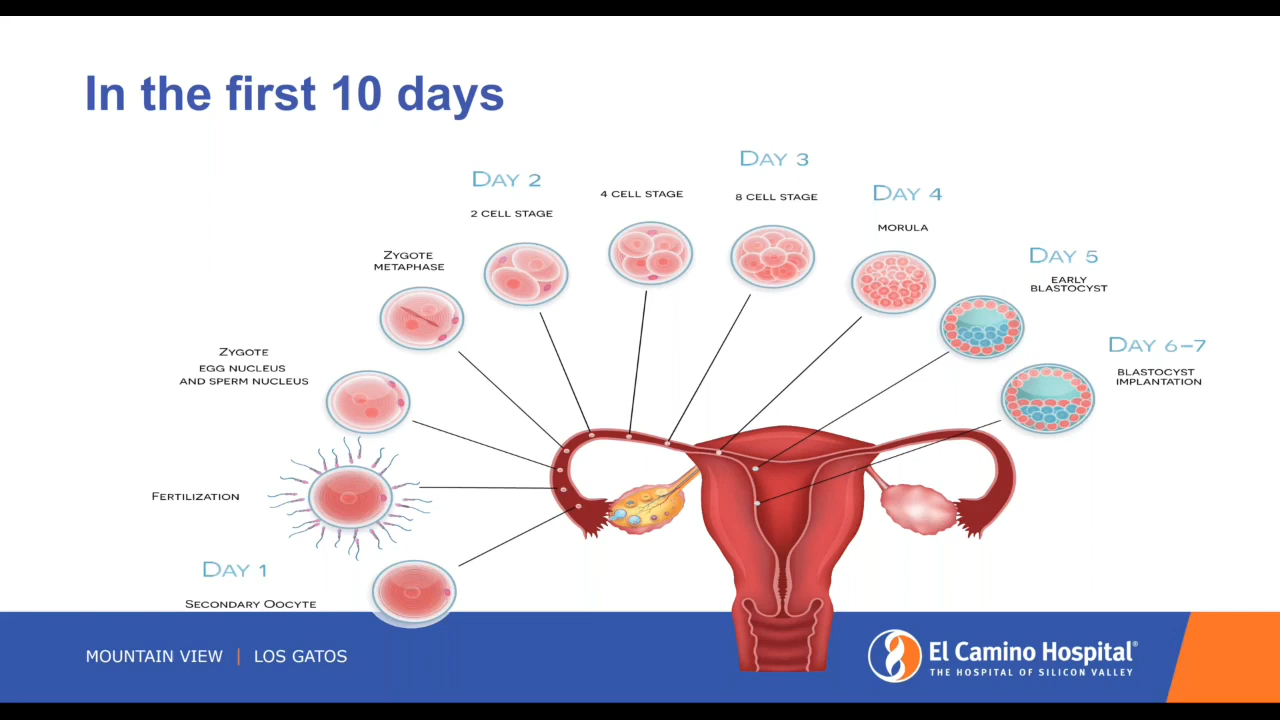 In the first 10 days
DAY 1
SECONDARY OOCYTE
FERTILIZATION
ZYGOTE
EGG NUCLEUS
AND SPERM NUCLEUS
ZYGOTE
METAPHASE
DAY 2
2 CELL STAGE
4 CELL STAGE
DAY 3
8 CELL STAGE
DAY 4
MORULA
DAY 5
EARLY
BLASTOCYST
DAY 6–7
BLASTOCYST
IMPLANTATION
MOUNTAIN VIEW | LOS GATOS
El Camino Hospital®
THE HOSPITAL OF SILICON VALLEY